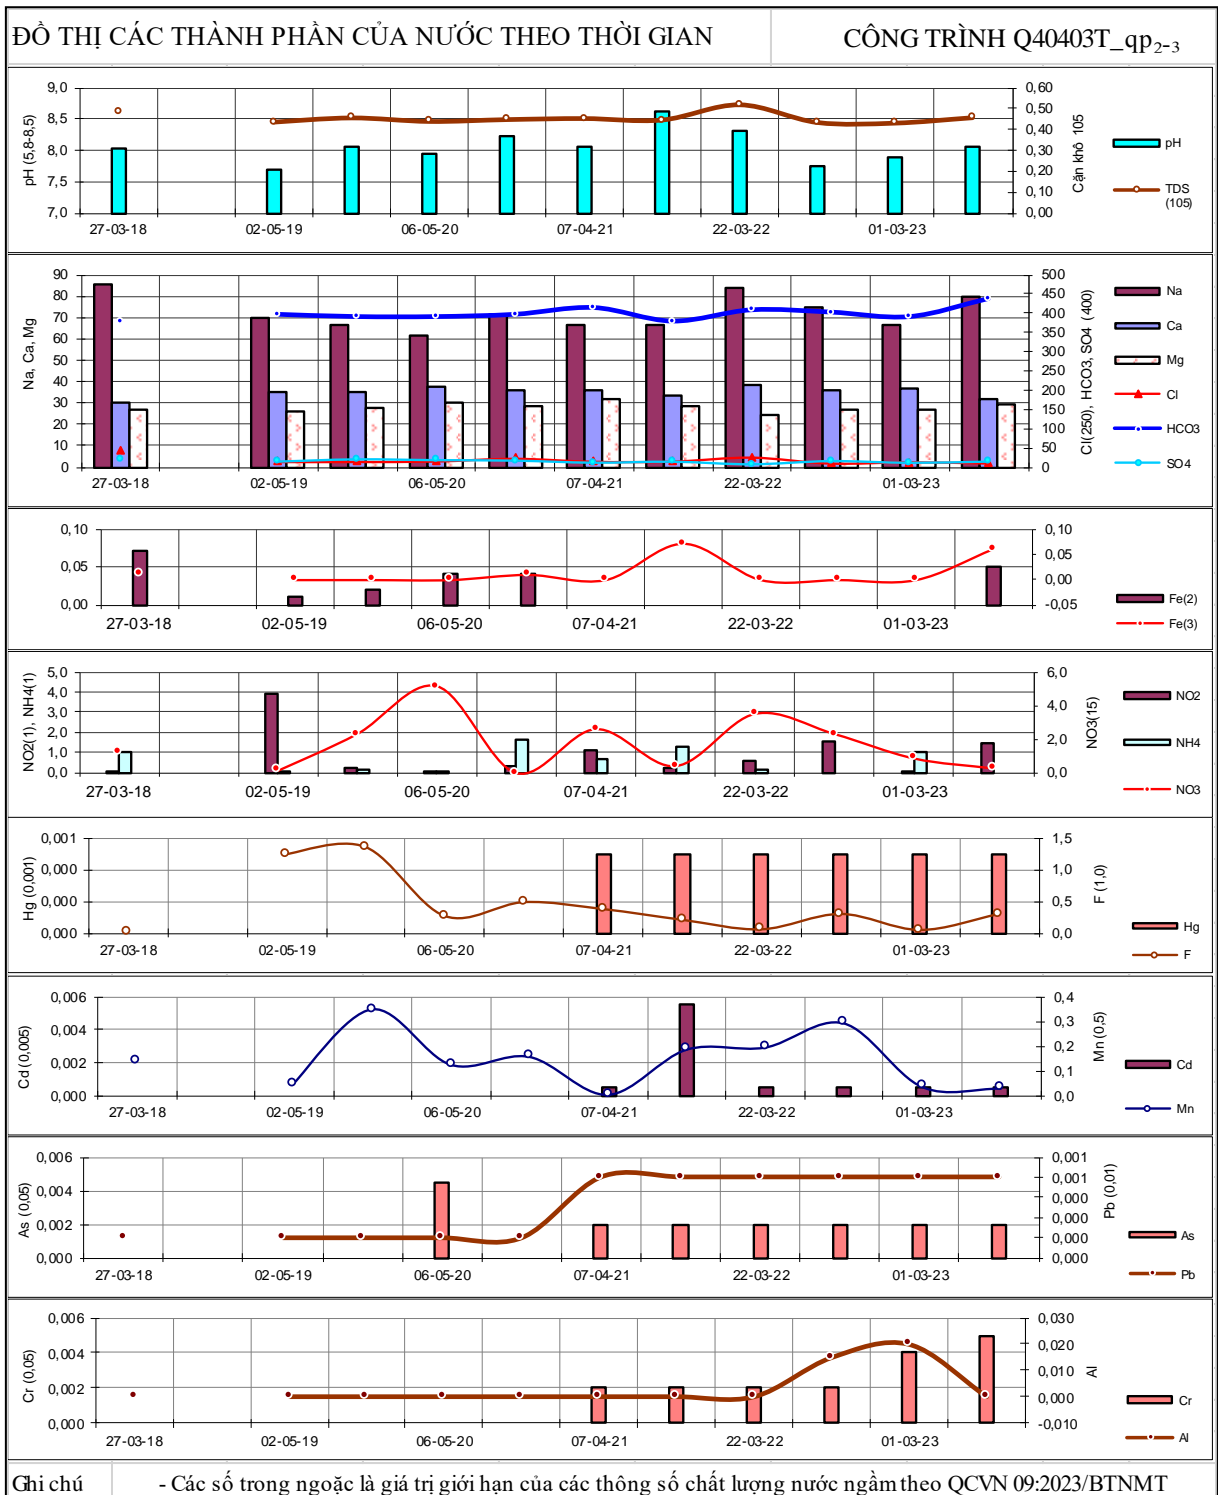 ĐỒ THỊ CÁC THÀNH PHẦN CỦA NƯỚC THEO THỜI GIAN
CÔNG TRÌNH Q40403T_qp2-3
pH (5,8-8,5)
9,0
8,5
8,0
7,5
7,0
0,60
0,50
0,40
0,30
0,20
0,10
0,00
Cặn khô 105
27-03-18 02-05-19 06-05-20 07-04-21 22-03-22 01-03-23
pH
TDS
(105)
Na, Ca, Mg
90
80
70
60
50
40
30
20
10
0
500
450
400
350
300
250
200
150
100
50
0
Cl(250), HCO3, SO4 (400)
27-03-18 02-05-19 06-05-20 07-04-21 22-03-22 01-03-23
Na
Ca
Mg
Cl
HCO3
SO4
0,10
0,05
0,00
0,10
0,05
0,00
-0,05
27-03-18 02-05-19 06-05-20 07-04-21 22-03-22 01-03-23
Fe(2)
Fe(3)
NO2(1), NH4(1)
5,0
4,0
3,0
2,0
1,0
0,0
6,0
4,0
2,0
0,0
NO3(15)
27-03-18 02-05-19 06-05-20 07-04-21 22-03-22 01-03-23
NO2
NH4
NO3
Hg (0,001)
0,001
0,000
0,000
0,000
1,5
1,0
0,5
0,0
F (1,0)
27-03-18 02-05-19 06-05-20 07-04-21 22-03-22 01-03-23
Hg
F
Cd (0,005)
0,006
0,004
0,002
0,000
0,4
0,3
0,2
0,1
0,0
Mn (0,5)
27-03-18 02-05-19 06-05-20 07-04-21 22-03-22 01-03-23
Cd
Mn
As (0,05)
0,006
0,004
0,002
0,000
0,001
0,001
0,000
0,000
0,000
0,000
Pb (0,01)
27-03-18 02-05-19 06-05-20 07-04-21 22-03-22 01-03-23
As
Pb
Cr (0,05)
0,006
0,004
0,002
0,000
0,030
0,020
0,010
0,000
-0,010
Al
27-03-18 02-05-19 06-05-20 07-04-21 22-03-22 01-03-23
Cr
Al
Ghi chú
- Các số trong ngoặc là giá trị giới hạn của các thông số chất lượng nước ngầm theo QCVN 09:2023/BTNMT